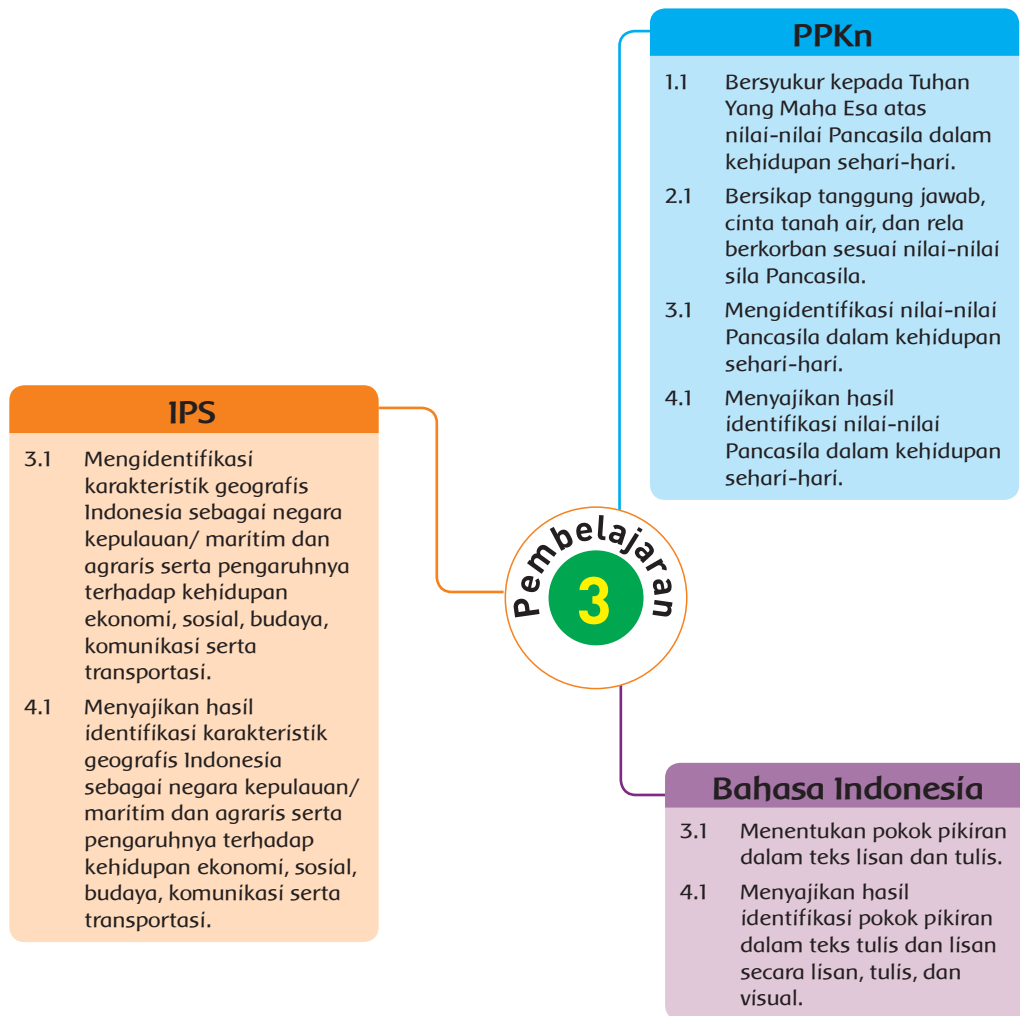 PPKn
1.1 Bersyukur kepada Tuhan
Yang Maha Esa atas
nilai-nilai Pancasila dalam
kehidupan sehari-hari.
2.1 Bersikap tanggung jawab,
cinta tanah air, dan rela
berkorban sesuai nilai-nilai
sila Pancasila.
3.1 Mengidentifikasi nilai-nilai
Pancasila dalam kehidupan
sehari-hari.
4.1 Menyajikan hasil
identifikasi nilai-nilai
Pancasila dalam kehidupan
sehari-hari.
IPS
3.1 Mengidentifikasi
karakteristik geografis
Indonesia sebagai negara
kepulauan/ maritim dan
agraris serta pengaruhnya
terhadap kehidupan
ekonomi, sosial, budaya,
komunikasi serta
transportasi.
4.1 Menyajikan hasil
identifikasi karakteristik
geografis Indonesia
sebagai negara kepulauan/
maritim dan agraris serta
pengaruhnya terhadap
kehidupan ekonomi, sosial,
budaya, komunikasi serta
transportasi.
Pembelajaran
3
Bahasa Indonesia
3.1 Menentukan pokok pikiran
dalam teks lisan dan tulis.
4.1 Menyajikan hasil
identifikasi pokok pikiran
dalam teks tulis dan lisan
secara lisan, tulis, dan
visual.